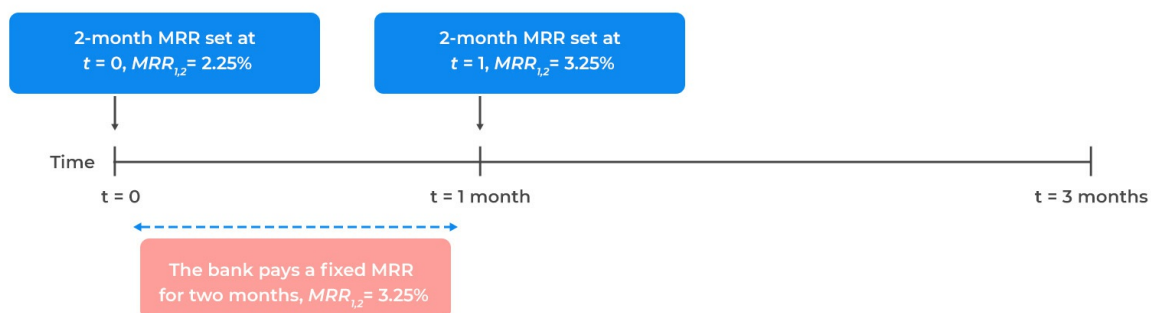 2-month MRR set at
t = 0, MRR1,2= 2.25%
2-month MRR set at
t = 1, MRR1,2= 3.25%
Time
t = 0
t = 1 month
t = 3 months
The bank pays a fixed MRR
for two months, MRR1,2= 3.25%